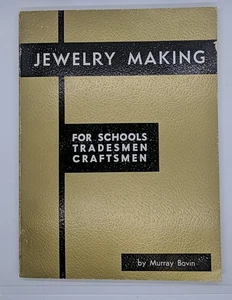 JEWELRY MAKING
FOR SCHOOLS
TRADESMEN
CRAFTSMEN
by Murray Bovin